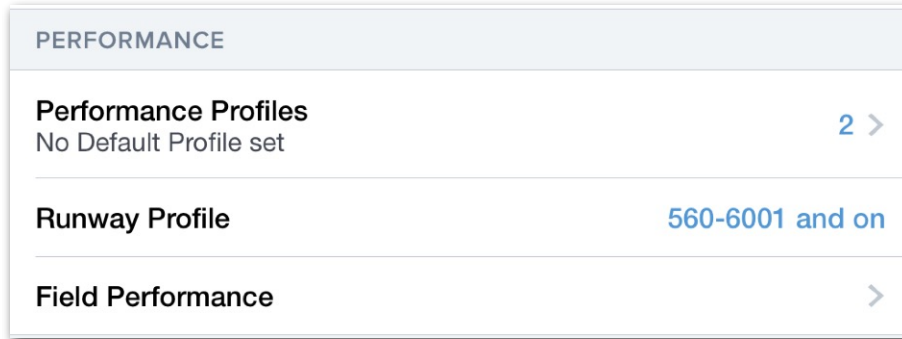 PERFORMANCE
Performance Profiles
No Default Profile set
2
Runway Profile
560-6001 and on
Field Performance